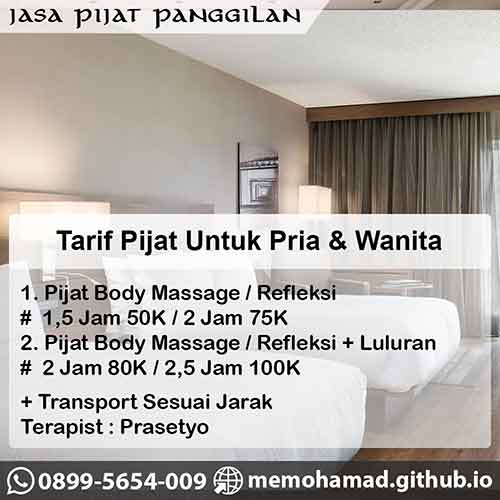 JASA PIJAT PANGGILAN
Tarif Pijat Untuk Pria & Wanita
1. Pijat Body Massage / Refleksi
# 1,5 Jam 50K / 2 Jam 75K
2. Pijat Body Massage / Refleksi + Luluran
# 2 Jam 80K / 2,5 Jam 100K
+ Transport Sesuai Jarak
Terapist : Prasetyo
0899-5654-009 memohamad.github.io